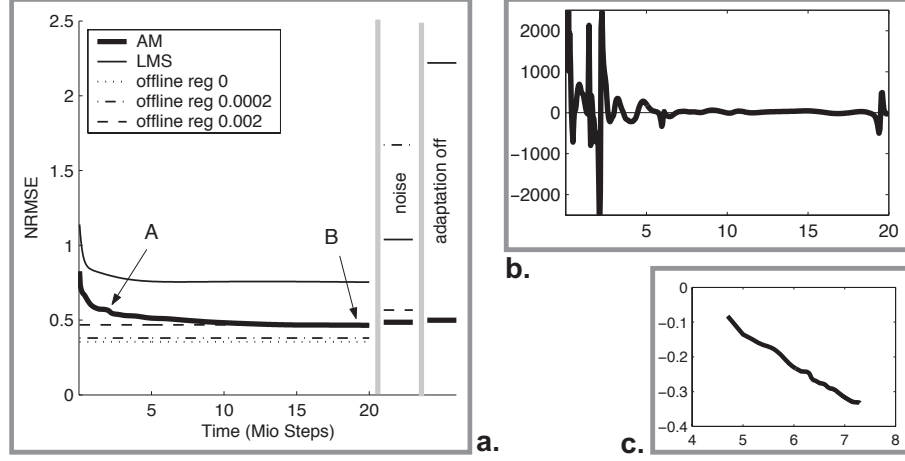 2.5
2
1.5
1
0.5
0
NRMSE
AM
LMS
offline reg 0
offline reg 0.0002
offline reg 0.002
A
B
noise
adaptation off
5
10
15
20
Time (Mio Steps)
a.
2000
1000
0
−1000
−2000
5
10
15
20
b.
0
−0.1
−0.2
−0.3
−0.4
4
5
6
7
8
c.